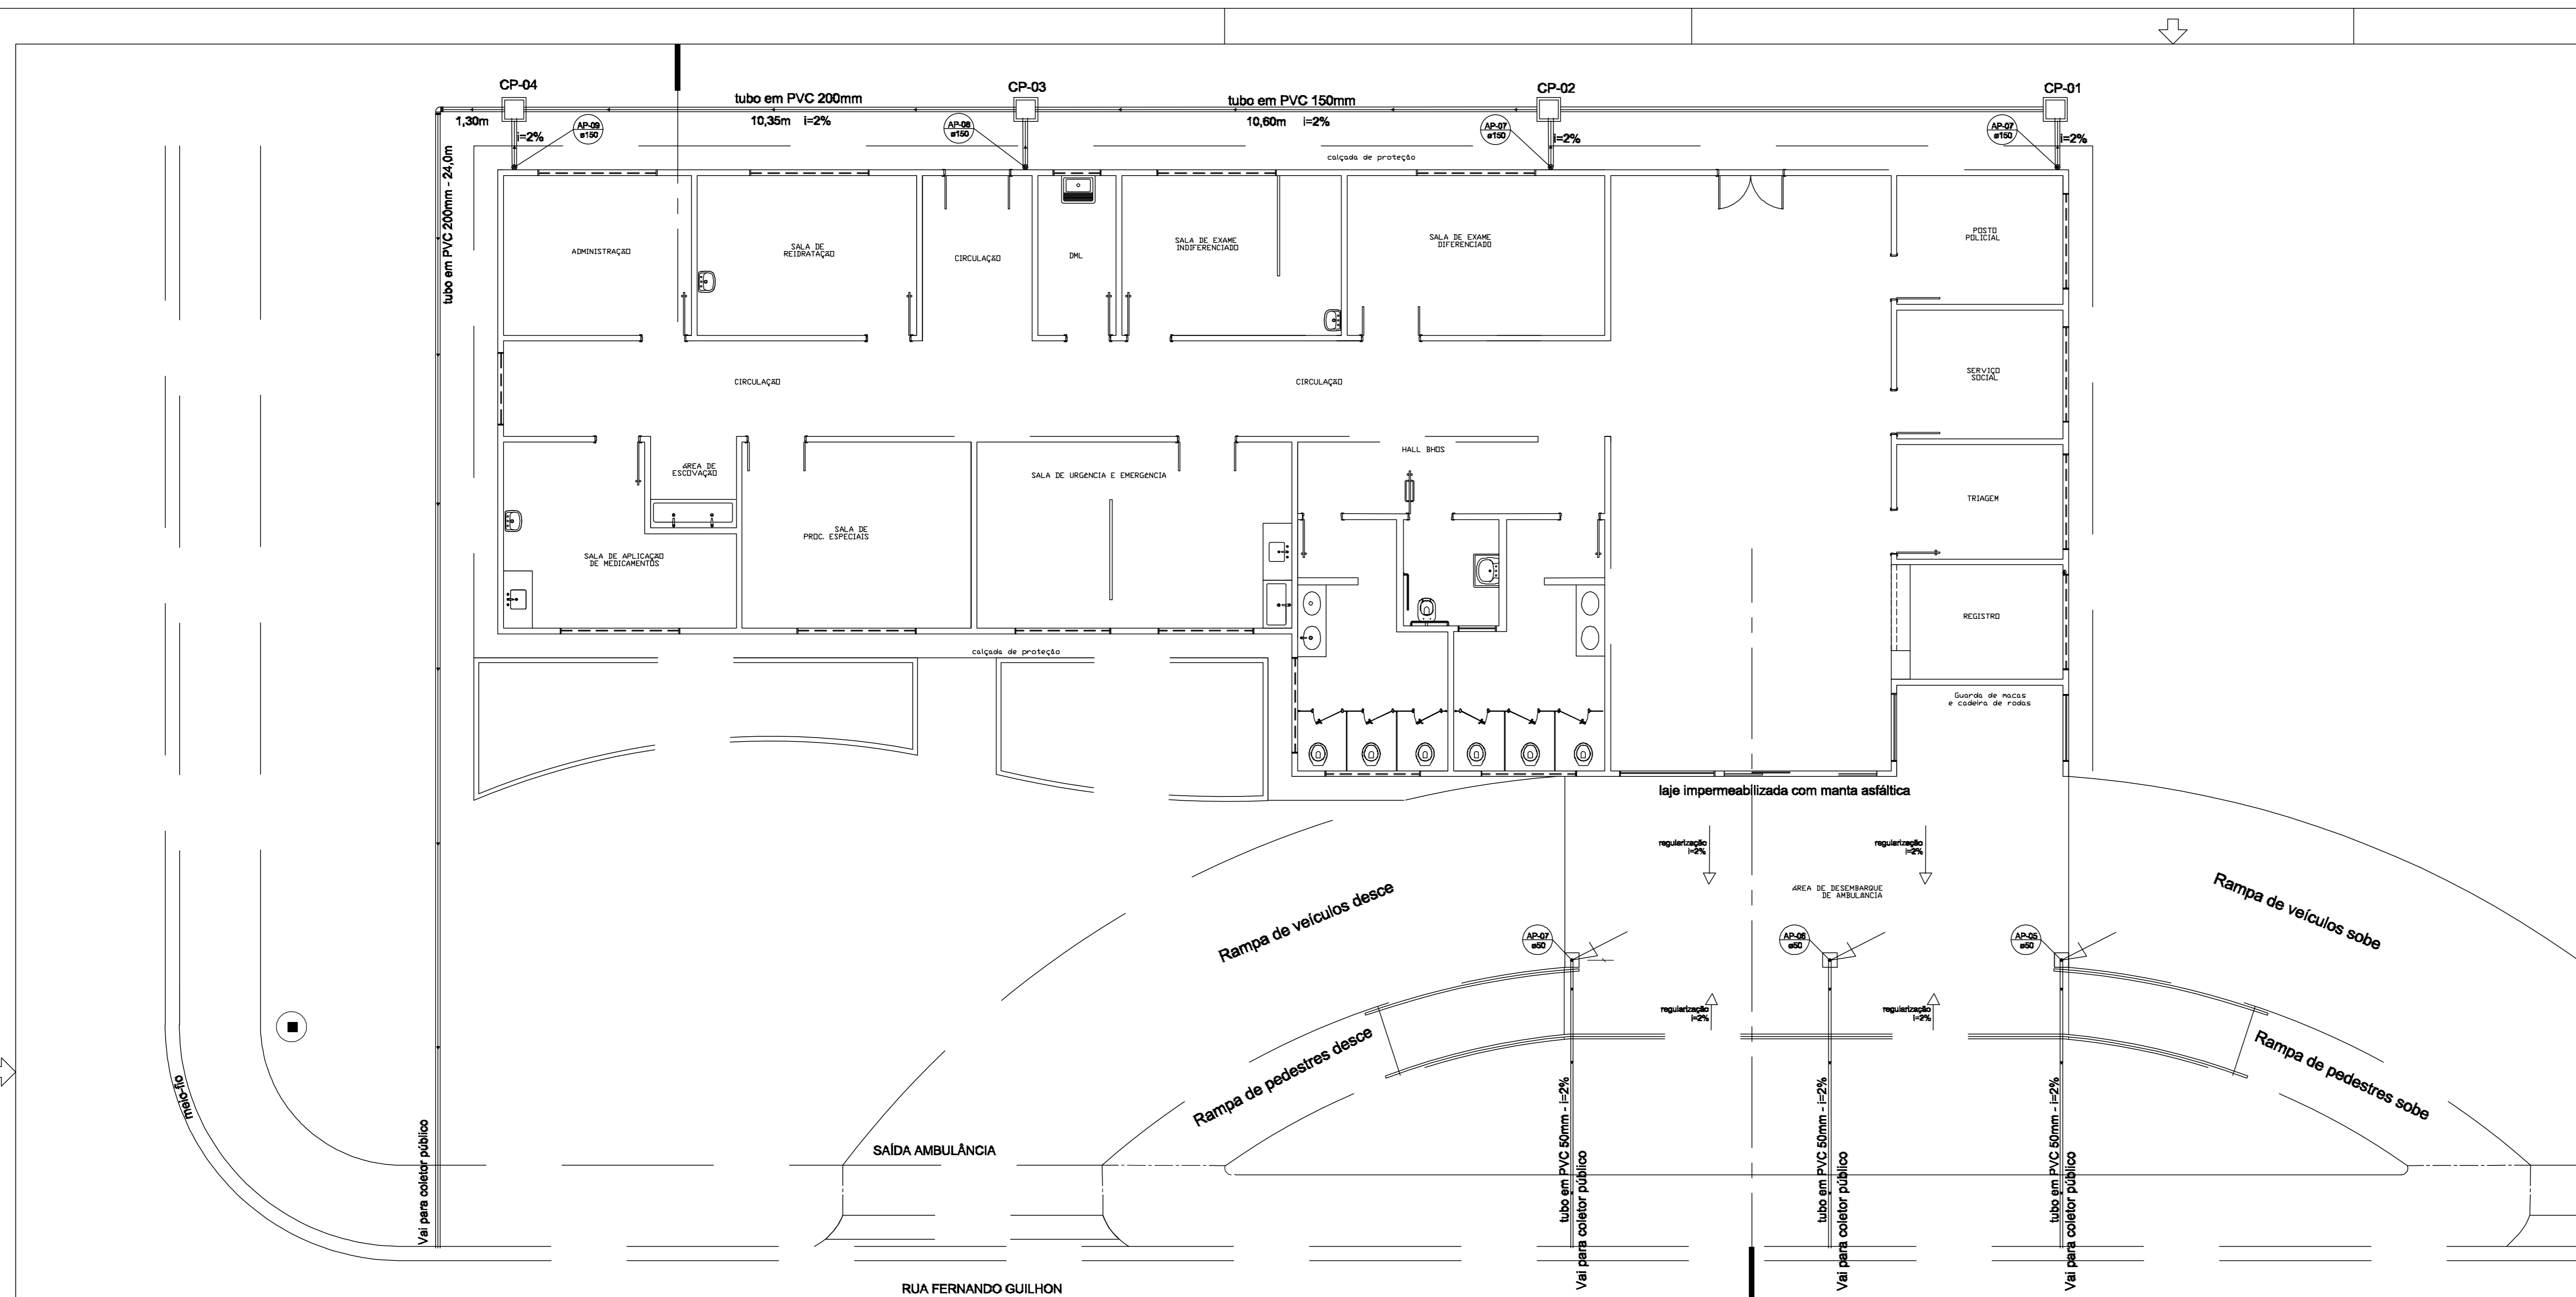 CP-04
CP-03
CP-02
CP-01
tubo em PVC 200mm
tubo em PVC 150mm
1,30m
10,35m i=2%
10,60m i=2%
AP-09
ø150
AP-08
ø150
AP-07
ø150
AP-07
ø150
i=2%
i=2%
i=2%
calçada de proteção
tubo em PVC 200mm - 24,0m
ADMINISTRAÇÃO
SALA DE
REIDRATAÇÃO
CIRCULAÇÃO
DML
SALA DE EXAME
INDIFERENCIADO
SALA DE EXAME
DIFERENCIADO
POSTO
POLICIAL
CIRCULAÇÃO
CIRCULAÇÃO
SERVIÇO
SOCIAL
ÁREA DE
ESCOVAÇÃO
SALA DE URGÊNCIA E EMERGÊNCIA
HALL BHOS
TRIAGEM
SALA DE
PROC. ESPECIAIS
SALA DE APLICAÇÃO
DE MEDICAMENTOS
REGISTRO
calçada de proteção
Guarda de macas
e cadeira de rodas
laje impermeabilizada com manta asfáltica
regularização
i=2%
regularização
i=2%
ÁREA DE DESEMBARQUE
DE AMBULÂNCIA
Rampa de veículos desce
Rampa de veículos sobe
AP-07
ø50
AP-06
ø50
AP-05
ø50
regularização
i=2%
regularização
i=2%
Rampa de pedestres desce
Rampa de pedestres sobe
meio-fio
Vai para coletor público
SAÍDA AMBULÂNCIA
tubo em PVC 50mm - i=2%
Vai para coletor público
tubo em PVC 50mm - i=2%
Vai para coletor público
tubo em PVC 50mm - i=2%
Vai para coletor público
RUA FERNANDO GUILHON